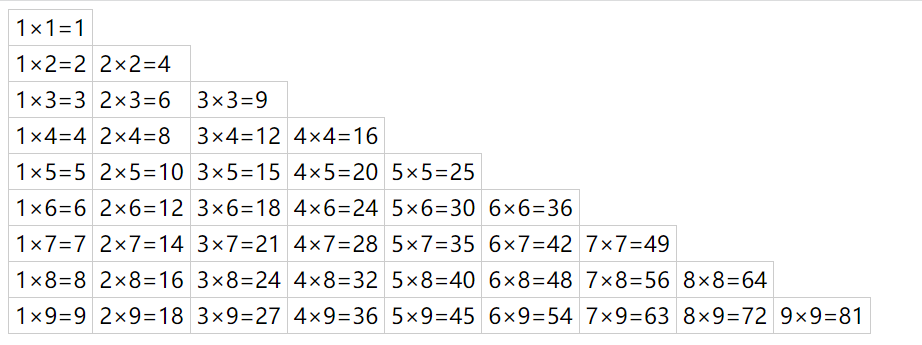 1×1=1
1×2=2 2×2=4
1×3=3 2×3=6 3×3=9
1×4=4 2×4=8 3×4=12 4×4=16
1×5=5 2×5=10 3×5=15 4×5=20 5×5=25
1×6=6 2×6=12 3×6=18 4×6=24 5×6=30 6×6=36
1×7=7 2×7=14 3×7=21 4×7=28 5×7=35 6×7=42 7×7=49
1×8=8 2×8=16 3×8=24 4×8=32 5×8=40 6×8=48 7×8=56 8×8=64
1×9=9 2×9=18 3×9=27 4×9=36 5×9=45 6×9=54 7×9=63 8×9=72 9×9=81